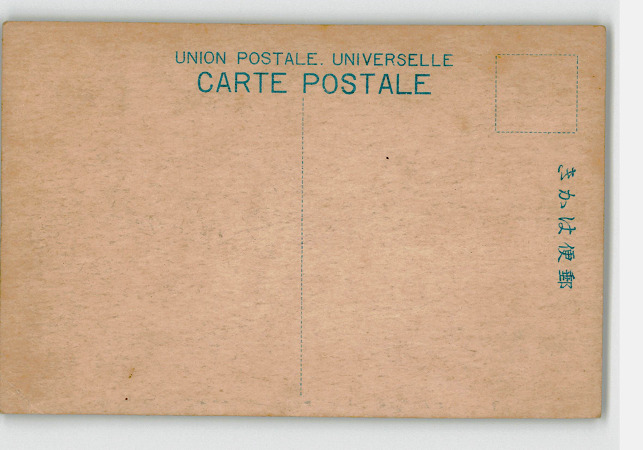 UNION POSTALE. UNIVERSELLE
CARTE POSTALE
きかは便郵